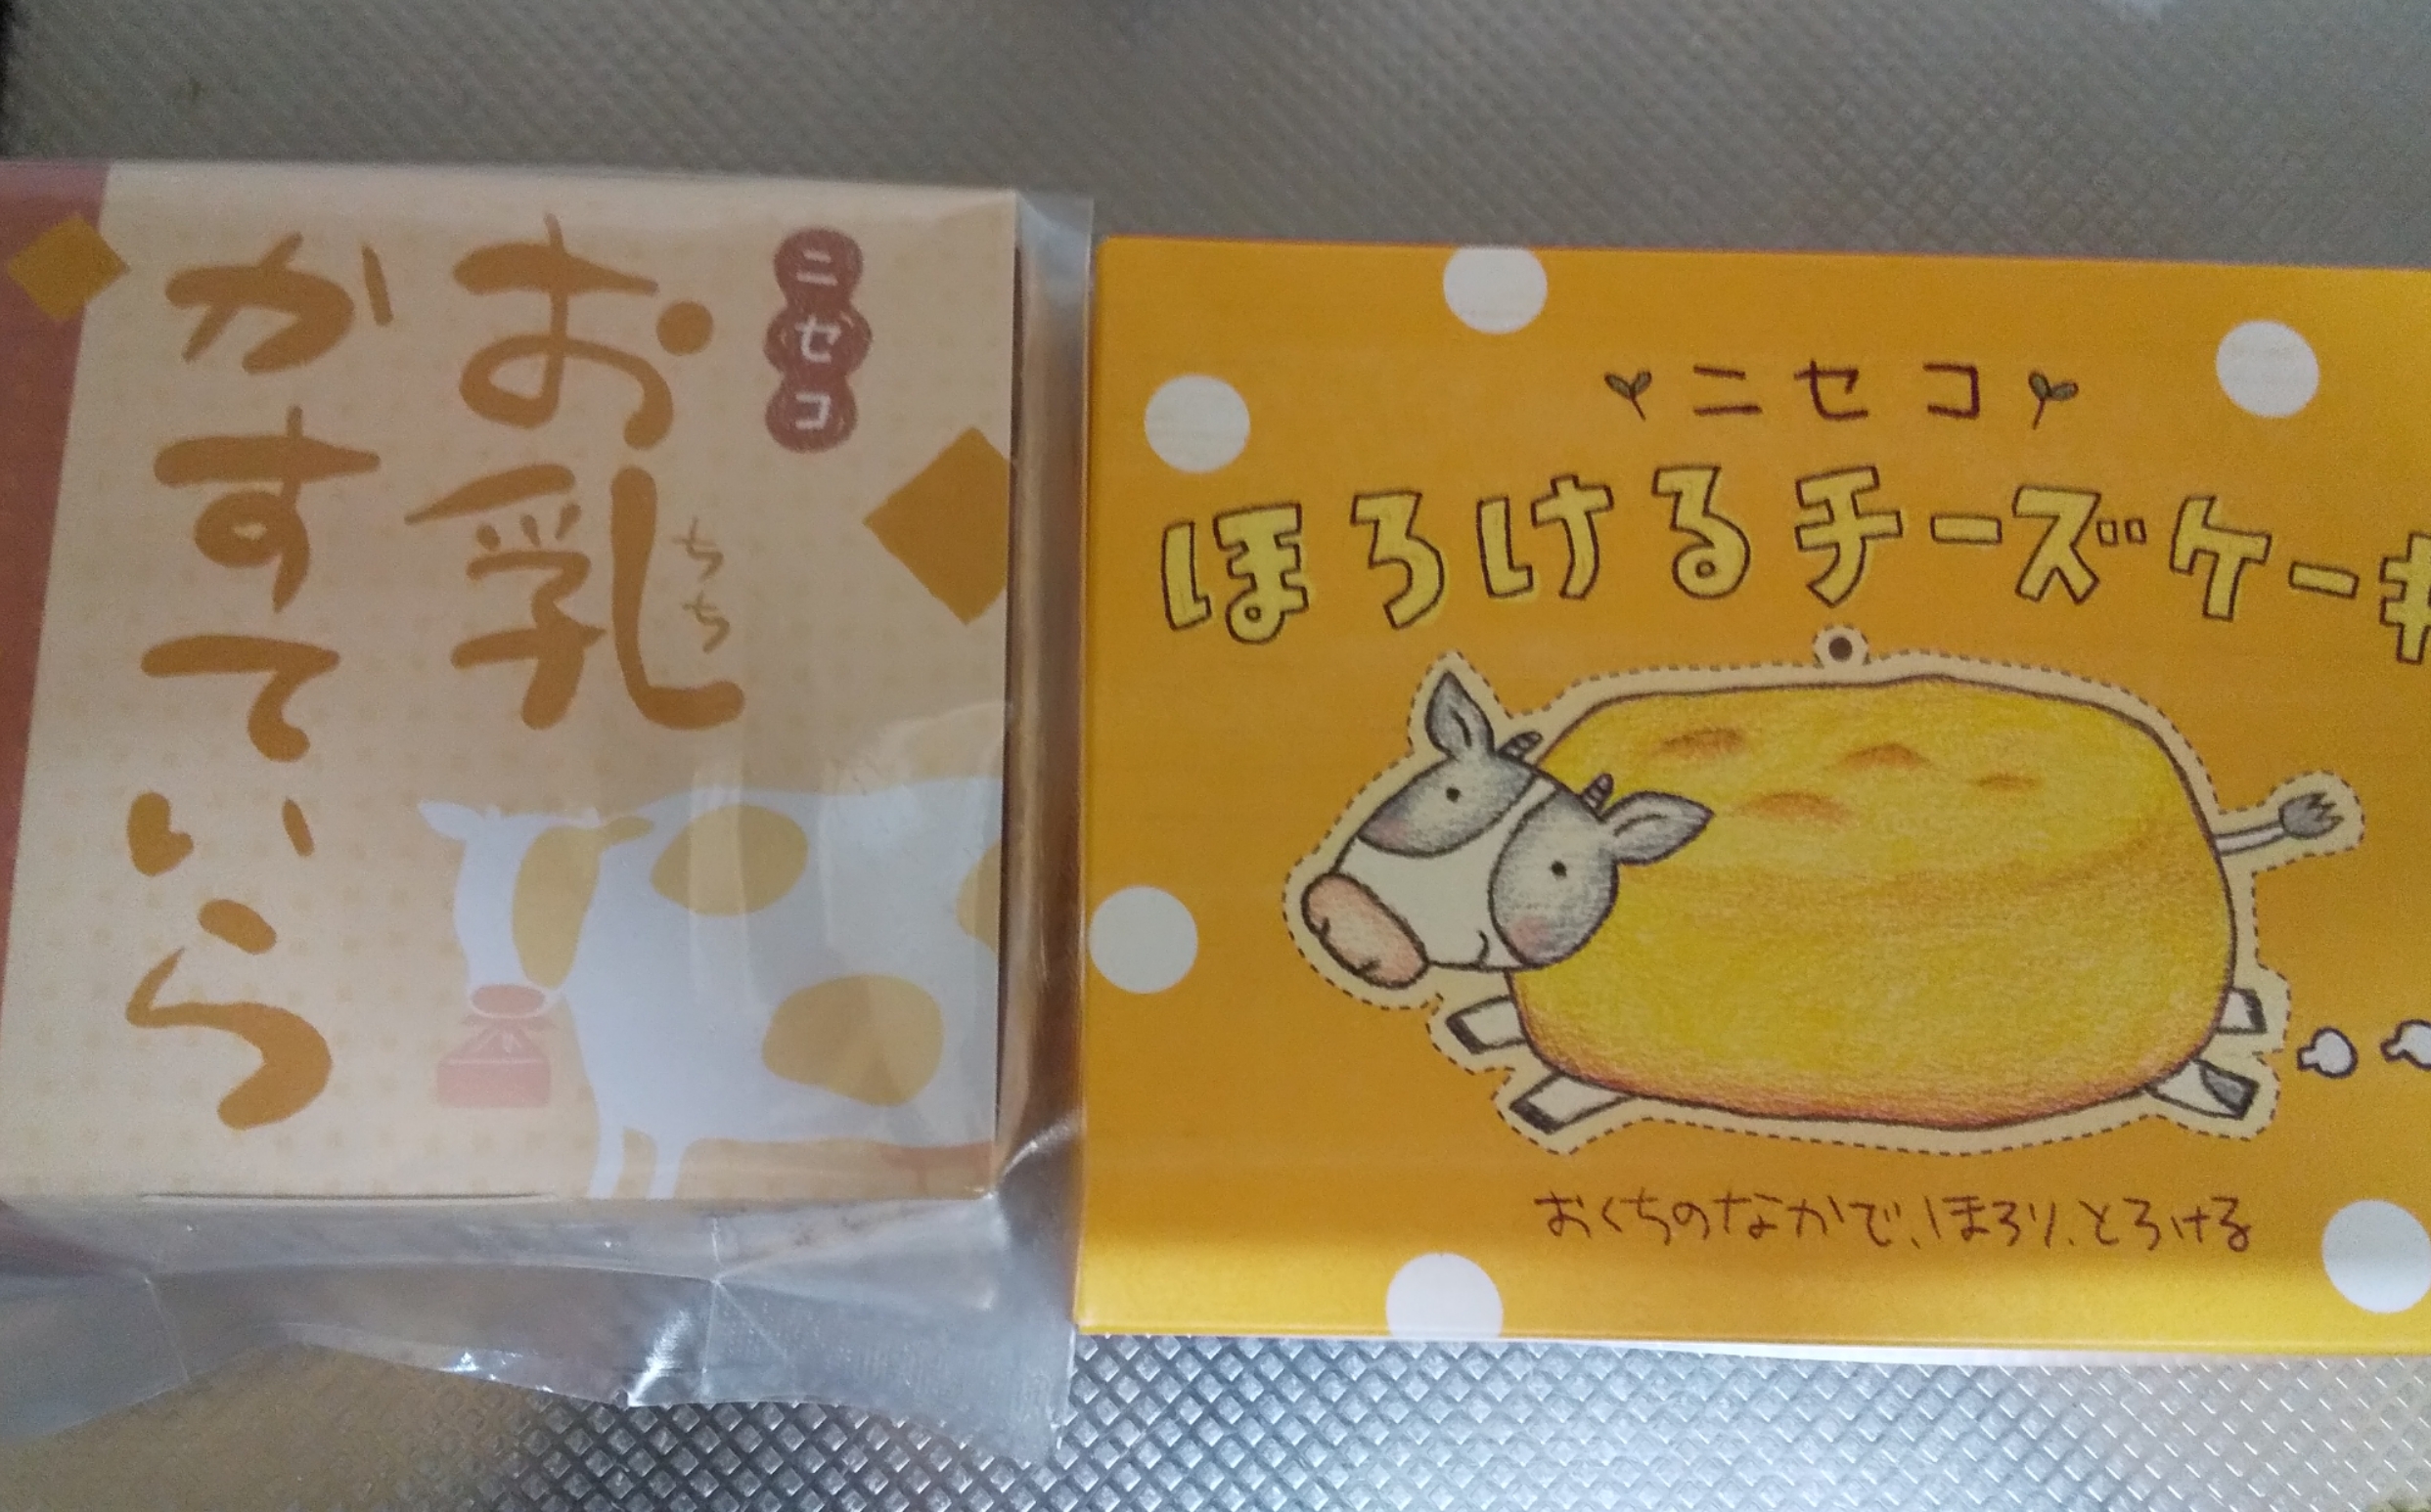 ニセコ
お乳
ちち
かすてぃら
ニセコ
ほろけるチーズケーキ
おくちのなかで、ほろり、とろける